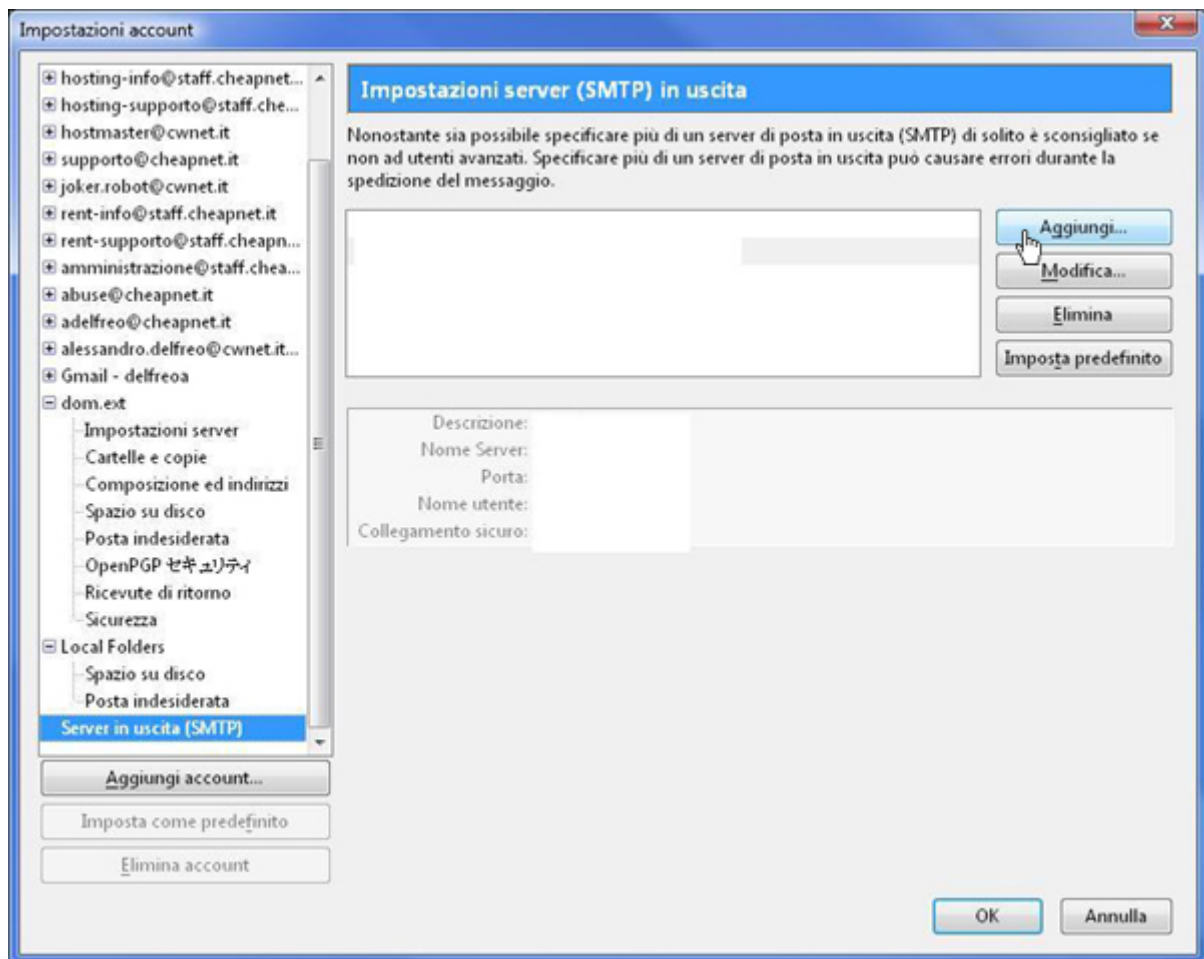 Impostazioni account
hosting-info@staff.cheapnet...
hosting-supporto@staff.che...
hostmaster@cwnet.it
supporto@cheapnet.it
joker.robot@cwnet.it
rent-info@staff.cheapnet.it
rent-supporto@staff.cheapn...
amministrazione@staff.chea...
abuse@cheapnet.it
adelfreo@cheapnet.it
alessandro.delfreo@cwnet.it...
Gmail - delfreoa
dom.ext
Impostazioni server
Cartelle e copie
Composizione ed indirizzi
Spazio su disco
Posta indesiderata
OpenPGP セキュリティ
Ricevute di ritorno
Sicurezza
Local Folders
Spazio su disco
Posta indesiderata
Server in uscita (SMTP)
Aggiungi account...
Imposta come predefinito
Elimina account
Impostazioni server (SMTP) in uscita
Nonostante sia possibile specificare più di un server di posta in uscita (SMTP) di solito è sconsigliato se
non ad utenti avanzati. Specificare più di un server di posta in uscita può causare errori durante la
spedizione del messaggio.
Aggiungi...
Modifica...
Elimina
Imposta predefinito
Descrizione:
Nome Server:
Porta:
Nome utente:
Collegamento sicuro:
OK
Annulla